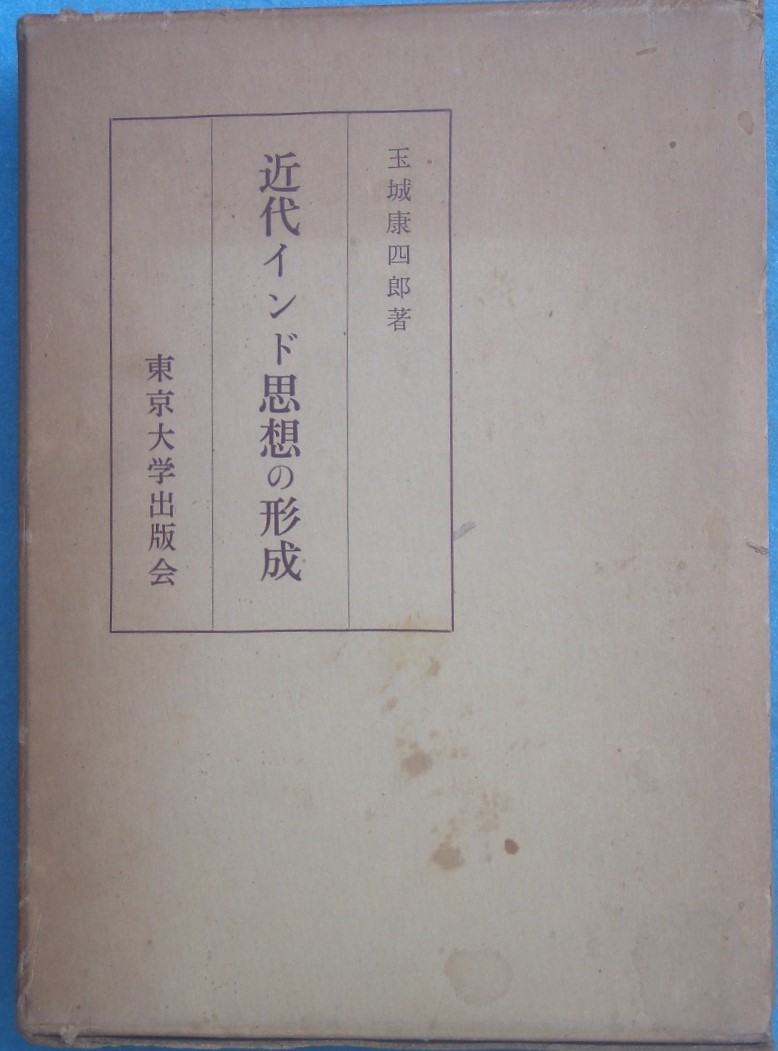 玉城康四郎著
近代インド思想の形成
東京大学出版会